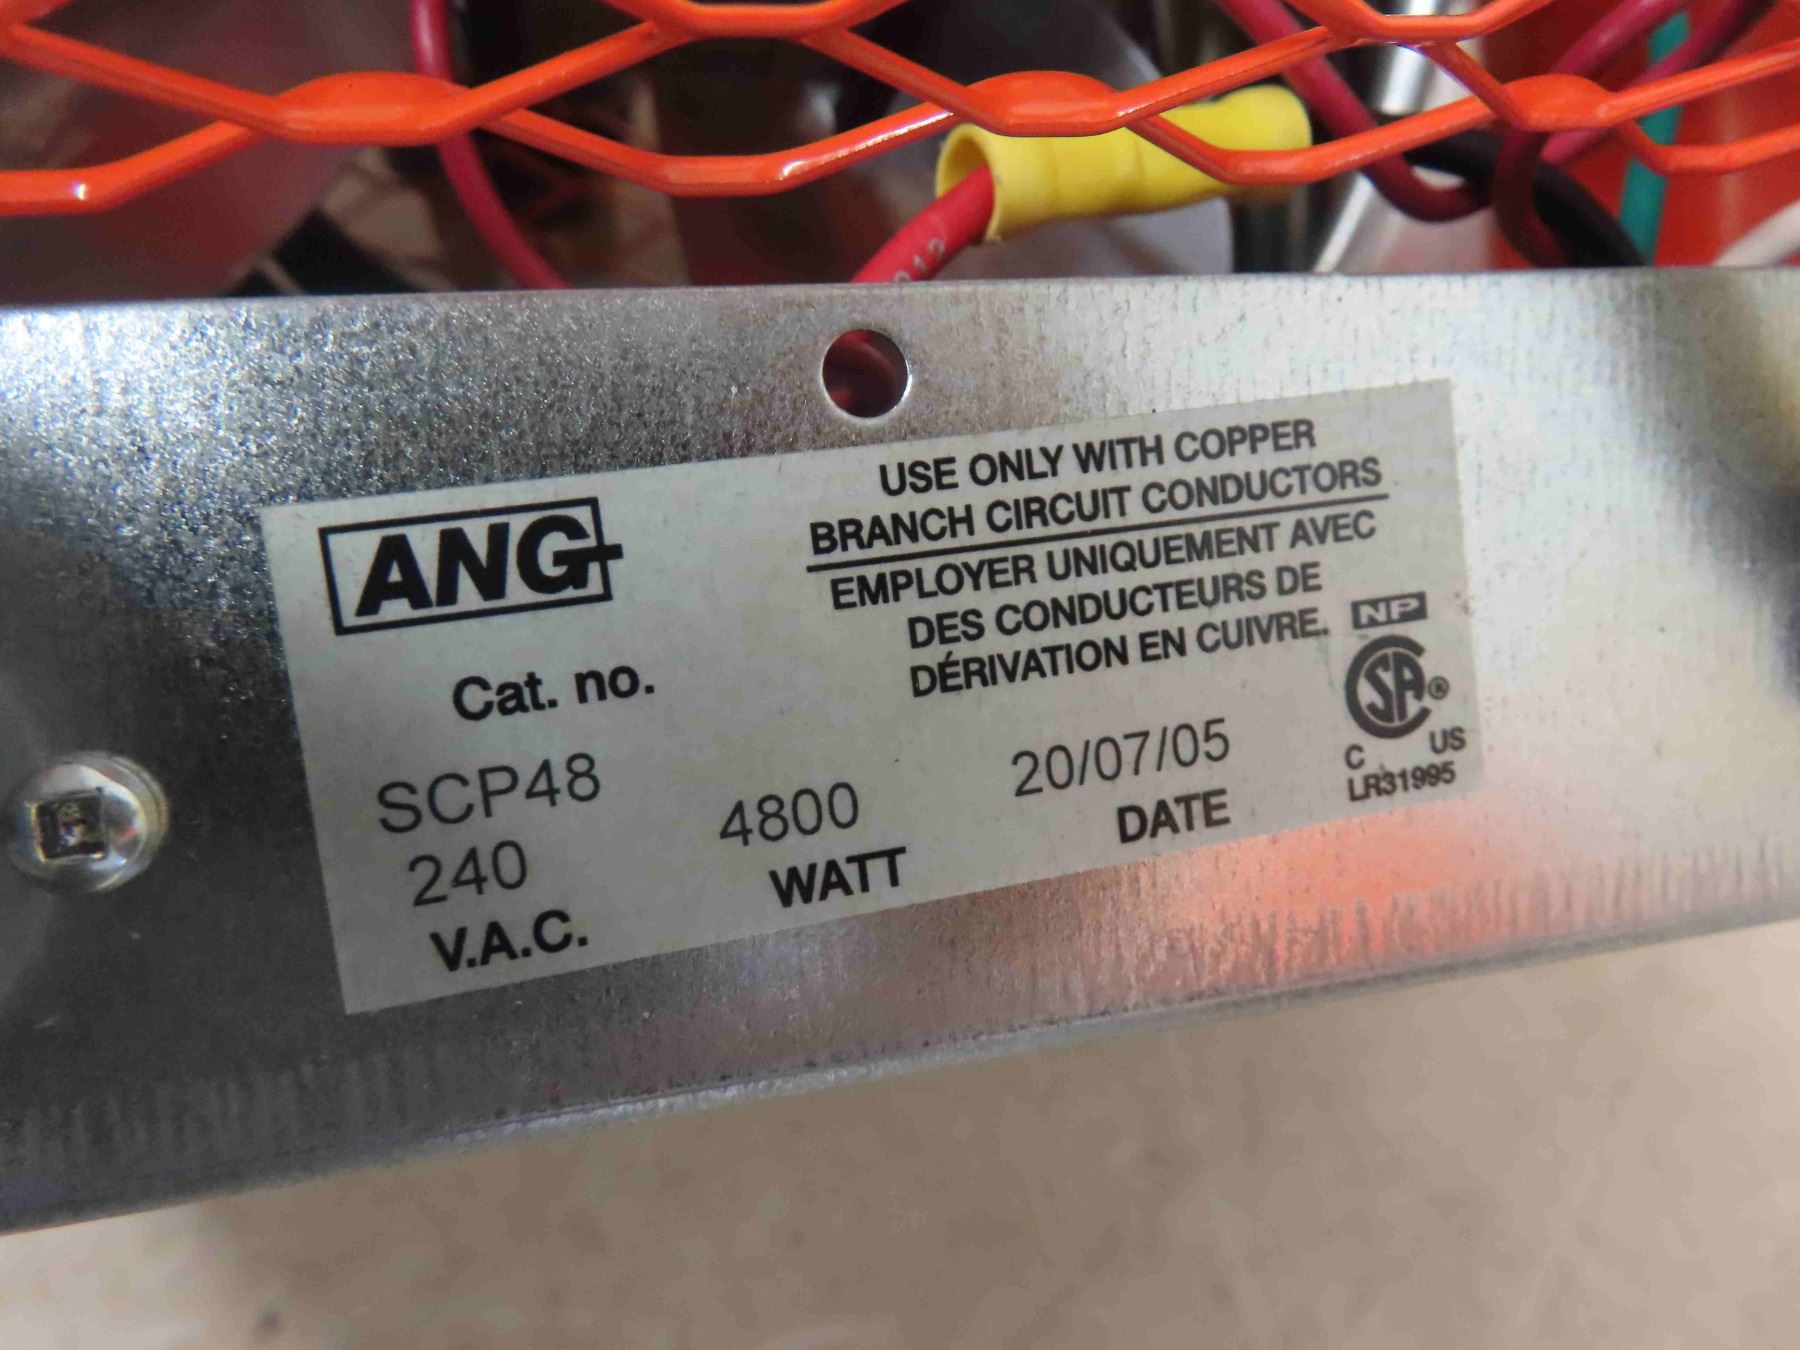 ANG
USE ONLY WITH COPPER
BRANCH CIRCUIT CONDUCTORS
EMPLOYER UNIQUEMENT AVEC
DES CONDUCTEURS DE
DÉRIVATION EN CUIVRE.
Cat. no.
SCP48
240
V.A.C.
4800
WATT
20/07/05
DATE
NP
CSA®
C US
LR31995